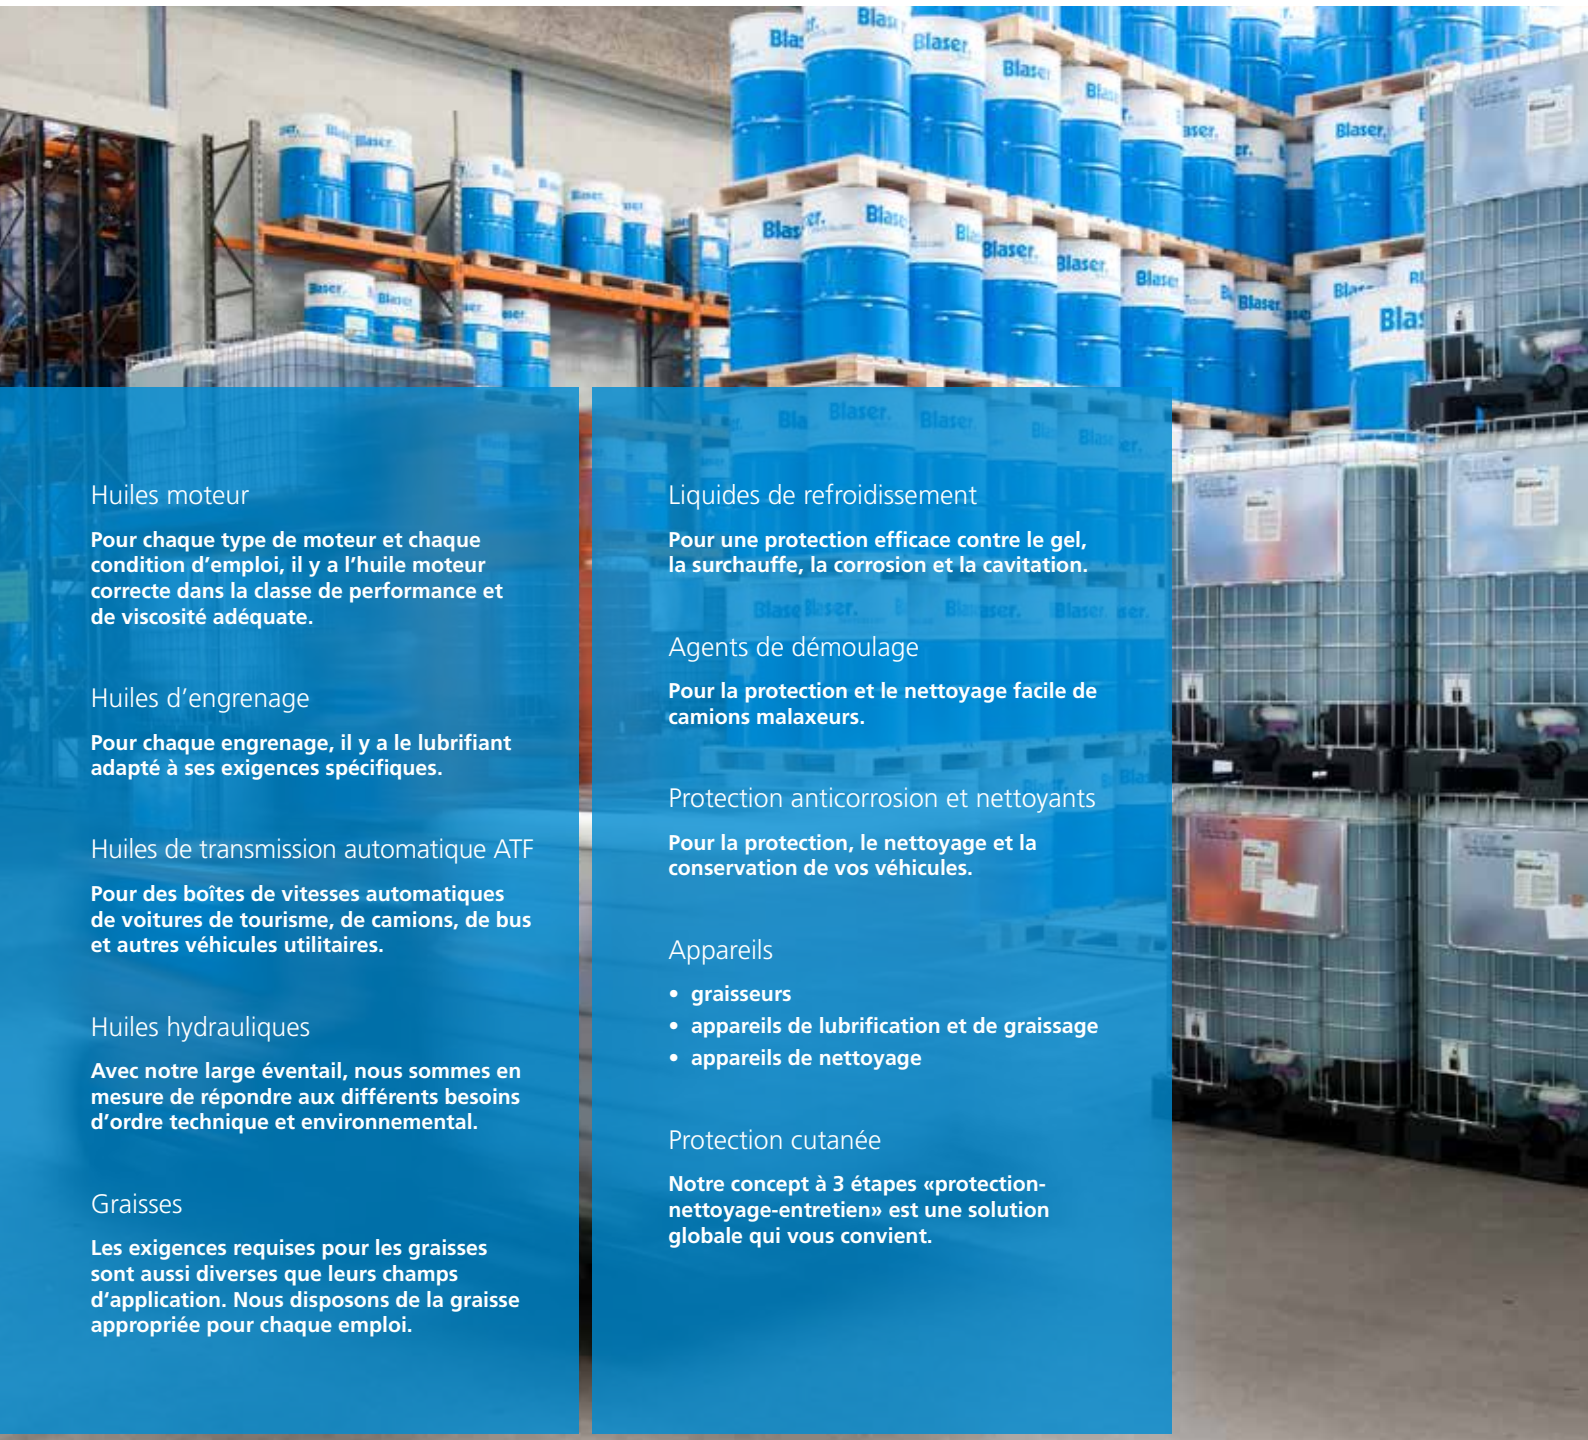 Blaser.
Blaser.
Blaser.
Blaser.
Blaser.
Blaser.
Blaser.
Blaser.
Huiles moteur
Pour chaque type de moteur et chaque
condition d’emploi, il y a l’huile moteur
correcte dans la classe de performance et
de viscosité adéquate.
Huiles d’engrenage
Pour chaque engrenage, il y a le lubrifiant
adapté à ses exigences spécifiques.
Huiles de transmission automatique ATF
Pour des boîtes de vitesses automatiques
de voitures de tourisme, de camions, de bus
et autres véhicules utilitaires.
Huiles hydrauliques
Avec notre large éventail, nous sommes en
mesure de répondre aux différents besoins
d’ordre technique et environnemental.
Graisses
Les exigences requises pour les graisses
sont aussi diverses que leurs champs
d’application. Nous disposons de la graisse
appropriée pour chaque emploi.
Liquides de refroidissement
Pour une protection efficace contre le gel,
la surchauffe, la corrosion et la cavitation.
Agents de démoulage
Pour la protection et le nettoyage facile de
camions malaxeurs.
Protection anticorrosion et nettoyants
Pour la protection, le nettoyage et la
conservation de vos véhicules.
Appareils
• graisseurs
• appareils de lubrification et de graissage
• appareils de nettoyage
Protection cutanée
Notre concept à 3 étapes «protection-
nettoyage-entretien» est une solution
globale qui vous convient.